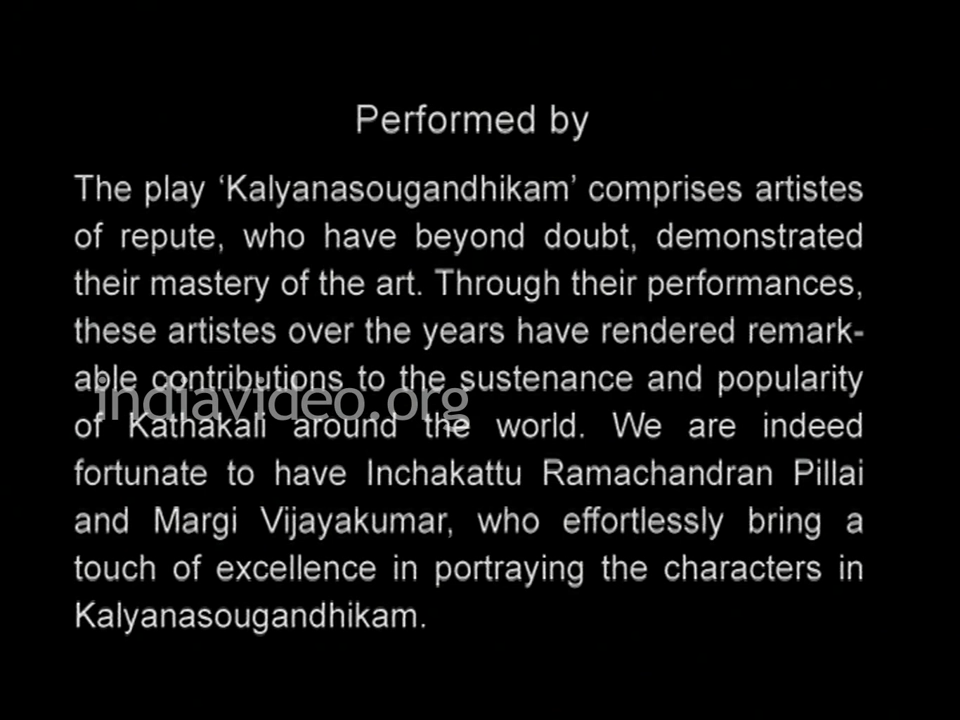 Performed by
The play ‘Kalyanasougandhikam’ comprises artistes
of repute, who have beyond doubt, demonstrated
their mastery of the art. Through their performances,
these artistes over the years have rendered remark-
able contributions to the sustenance and popularity
indiavideo.org
of Kathakali around the world. We are indeed
fortunate to have Inchakattu Ramachandran Pillai
and Margi Vijayakumar, who effortlessly bring a
touch of excellence in portraying the characters in
Kalyanasougandhikam.